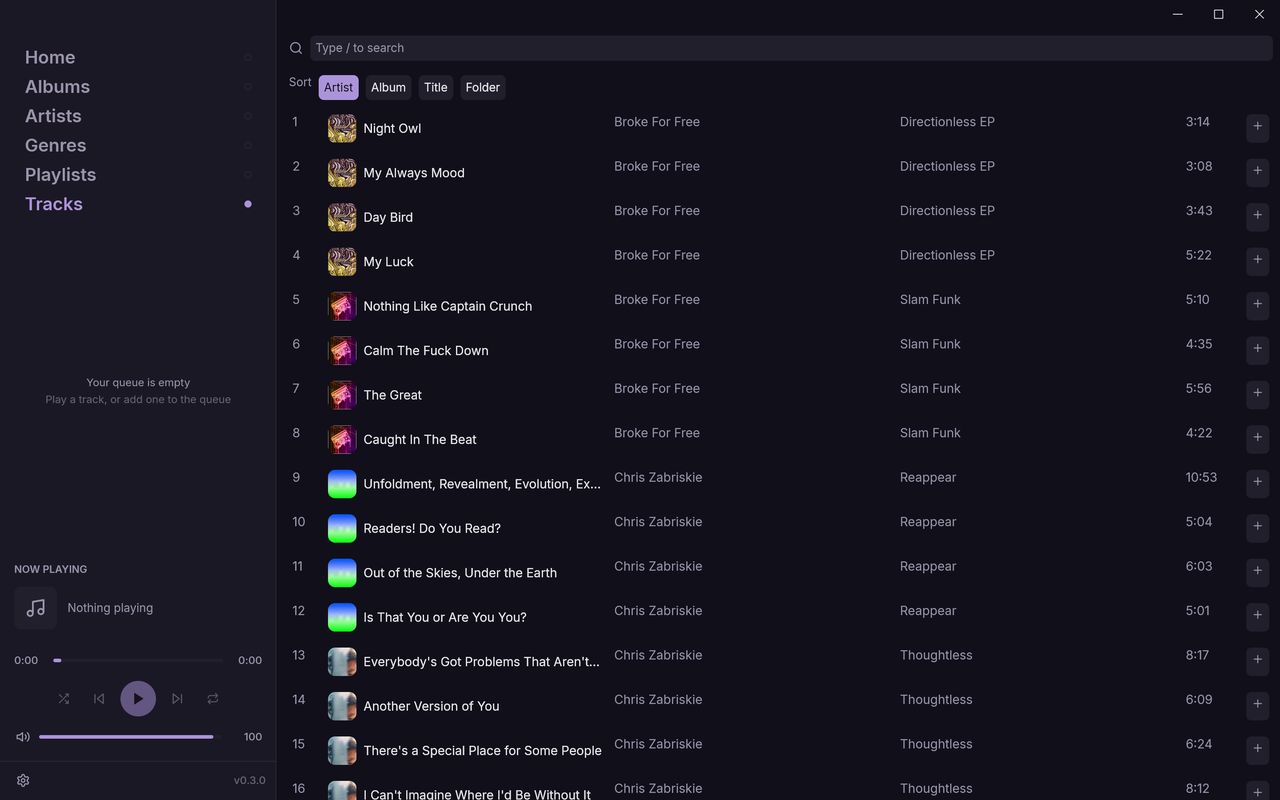 Home
Albums
Artists
Genres
Playlists
Tracks
Your queue is empty
Play a track, or add one to the queue
NOW PLAYING
Nothing playing
0:00 0:00
100
v0.3.0
Type / to search
Sort Artist Album Title Folder
1 Night Owl Broke For Free Directionless EP 3:14 +
2 My Always Mood Broke For Free Directionless EP 3:08 +
3 Day Bird Broke For Free Directionless EP 3:43 +
4 My Luck Broke For Free Directionless EP 5:22 +
5 Nothing Like Captain Crunch Broke For Free Slam Funk 5:10 +
6 Calm The Fuck Down Broke For Free Slam Funk 4:35 +
7 The Great Broke For Free Slam Funk 5:56 +
8 Caught In The Beat Broke For Free Slam Funk 4:22 +
9 Unfoldment, Revealment, Evolution, Ex... Chris Zabriskie Reappear 10:53 +
10 Readers! Do You Read? Chris Zabriskie Reappear 5:04 +
11 Out of the Skies, Under the Earth Chris Zabriskie Reappear 6:03 +
12 Is That You or Are You You? Chris Zabriskie Reappear 5:01 +
13 Everybody's Got Problems That Aren't... Chris Zabriskie Thoughtless 8:17 +
14 Another Version of You Chris Zabriskie Thoughtless 6:09 +
15 There's a Special Place for Some People Chris Zabriskie Thoughtless 6:24 +
16 I Can't Imagine Where I'd Be Without It Chris Zabriskie Thoughtless 8:12 +